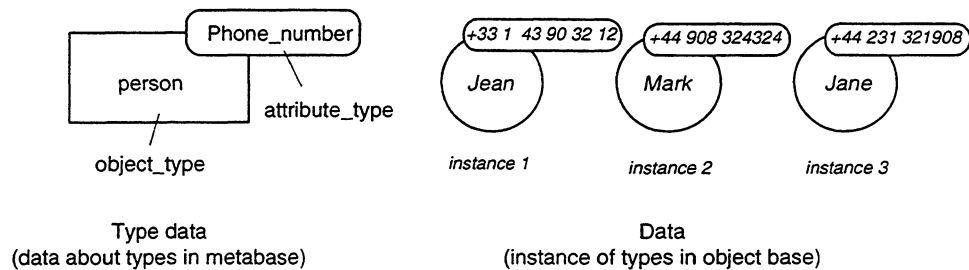 Phone_number
person
attribute_type
object_type
Type data
(data about types in metabase)
+33 1 43 90 32 12
Jean
instance 1
+44 908 324324
Mark
instance 2
+44 231 321908
Jane
instance 3
Data
(instance of types in object base)